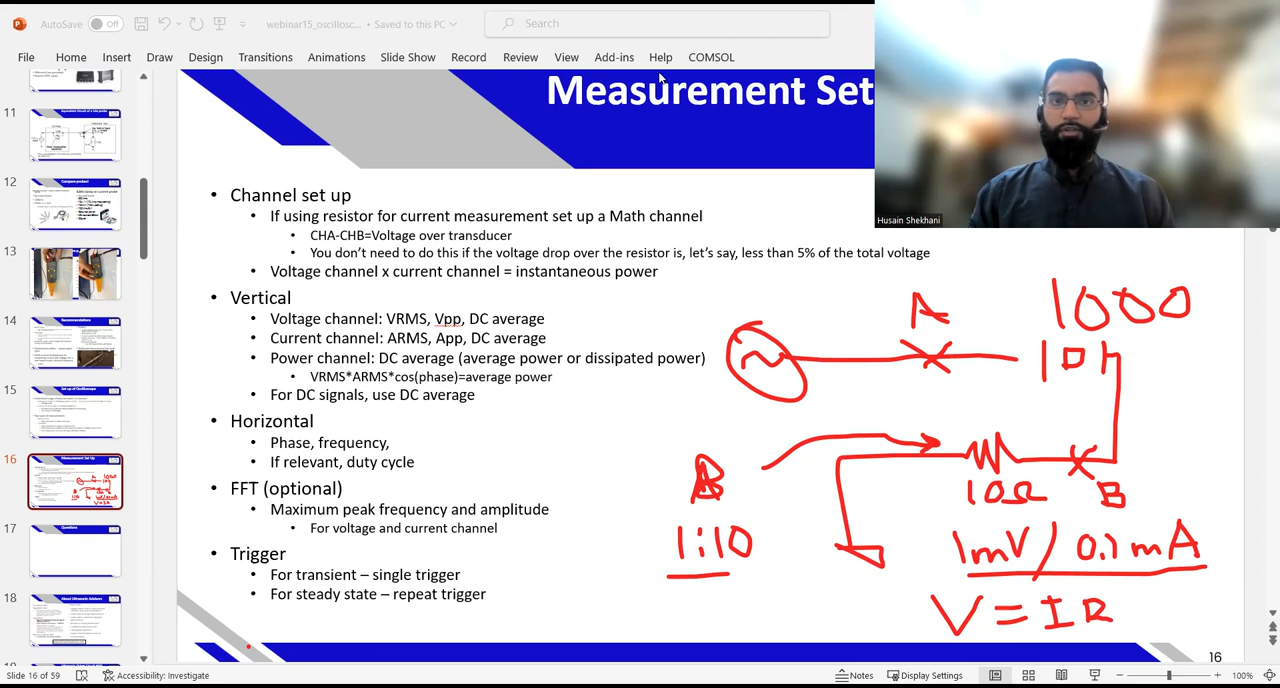 AutoSave Off
webinar15_oscillosc... • Saved to this PC
Search
File Home Insert Draw Design Transitions Animations Slide Show Record Review View Add-ins Help COMSOL
Measurement Set
Husain Shekhani
11
12
13
14
15
16
17
18
Questions
• Channel set up
• If using resistor for current measurement set up a Math channel
• CHA-CHB=Voltage over transducer
• You don't need to do this if the voltage drop over the resistor is, let's say, less than 5% of the total voltage
• Voltage channel x current channel = instantaneous power
• Vertical
• Voltage channel: VRMS, Vpp, DC average
• Current channel: ARMS, App, DC average
• Power channel: DC average (average power or dissipated power)
• VRMS*ARMS*cos(phase)=average power
• For DC signals, use DC average
• Horizontal
• Phase, frequency,
• If relevant, duty cycle
• FFT (optional)
• Maximum peak frequency and amplitude
• For voltage and current channel
• Trigger
• For transient – single trigger
• For steady state – repeat trigger
A
1000
10Ω
B
1:10
1mV/0.1mA
V=IR
16
Slide 16 of 59
Accessibility: Investigate
Notes
Display Settings
100%